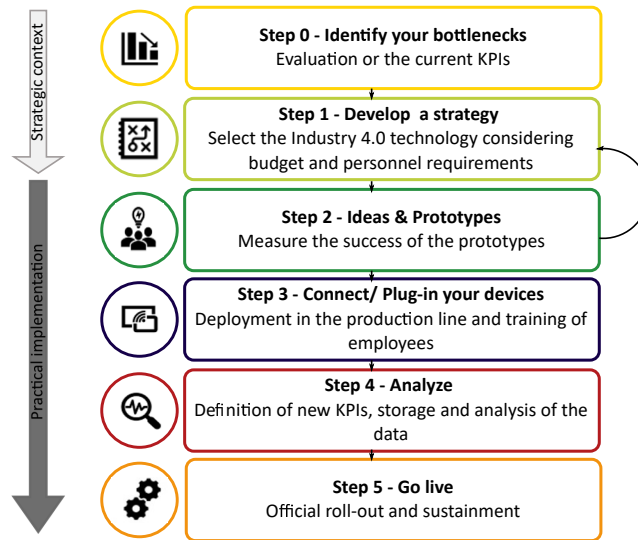 Strategic context
Practical implementation
Step 0 - Identify your bottlenecks
Evaluation or the current KPIs
Step 1 - Develop a strategy
Select the Industry 4.0 technology considering
budget and personnel requirements
Step 2 - Ideas & Prototypes
Measure the success of the prototypes
Step 3 - Connect/ Plug-in your devices
Deployment in the production line and training of
employees
Step 4 - Analyze
Definition of new KPIs, storage and analysis of the
data
Step 5 - Go live
Official roll-out and sustainment